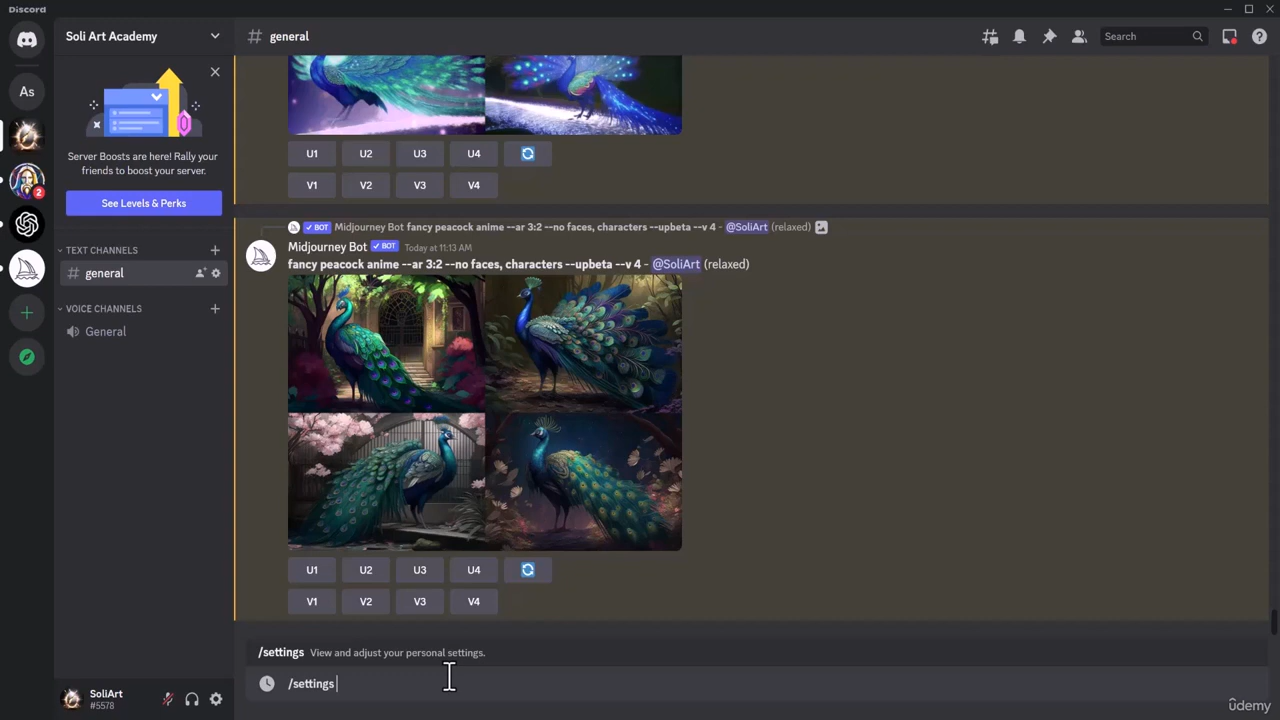 Discord
Soli Art Academy
# general
Search
As
Server Boosts are here! Rally your
friends to boost your server.
See Levels & Perks
2
TEXT CHANNELS
# general
VOICE CHANNELS
General
U1 U2 U3 U4
V1 V2 V3 V4
✓ BOT Midjourney Bot fancy peacock anime --ar 3:2 --no faces, characters --upbeta --v 4 - @SoliArt (relaxed)
Midjourney Bot ✓ BOT Today at 11:13 AM
fancy peacock anime --ar 3:2 --no faces, characters --upbeta --v 4 - @SoliArt (relaxed)
U1 U2 U3 U4
V1 V2 V3 V4
/settings View and adjust your personal settings.
/settings
SoliArt
#5578
ûdemy